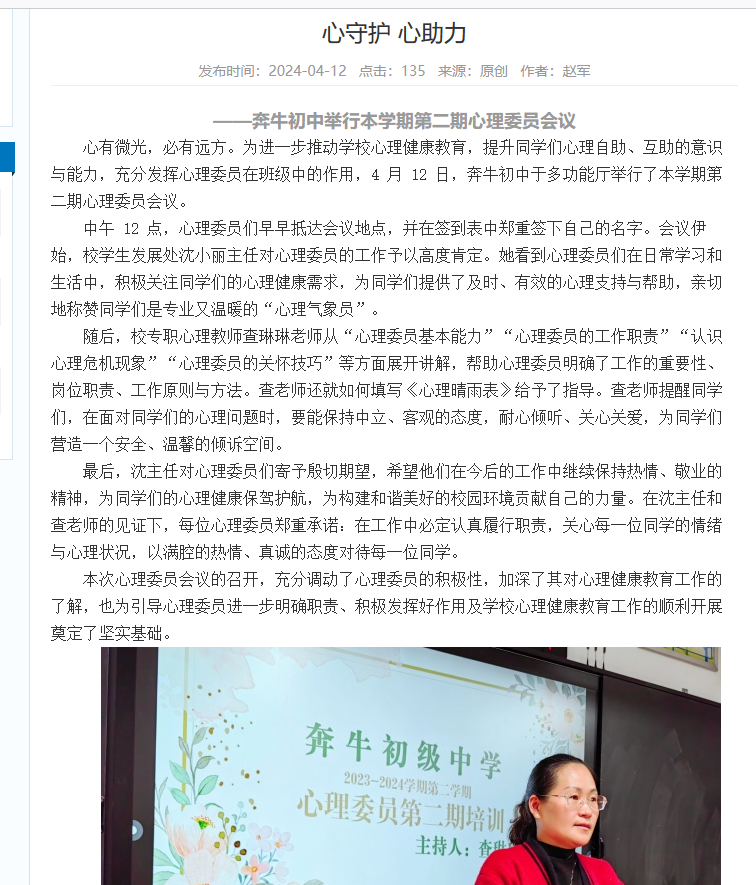 心守护 心助力
发布时间：2024-04-12 点击：135 来源：原创 作者：赵军
——奔牛初中举行本学期第二期心理委员会议
心有微光，必有远方。为进一步推动学校心理健康教育，提升同学们心理自助、互助的意识
与能力，充分发挥心理委员在班级中的作用，4 月 12 日，奔牛初中于多功能厅举行了本学期第
二期心理委员会议。
中午 12 点，心理委员们早早抵达会议地点，并在签到表中郑重签下自己的名字。会议伊
始，校学生发展处沈小丽主任对心理委员的工作予以高度肯定。她看到心理委员们在日常学习和
生活中，积极关注同学们的心理健康需求，为同学们提供了及时、有效的心理支持与帮助，亲切
地称赞同学们是专业又温暖的“心理气象员”。
随后，校专职心理教师查琳琳老师从“心理委员基本能力”“心理委员的工作职责”“认识
心理危机现象”“心理委员的关怀技巧”等方面展开讲解，帮助心理委员明确了工作的重要性、
岗位职责、工作原则与方法。查老师还就如何填写《心理晴雨表》给予了指导。查老师提醒同学
们，在面对同学们的心理问题时，要能保持中立、客观的态度，耐心倾听、关心关爱，为同学们
营造一个安全、温馨的倾诉空间。
最后，沈主任对心理委员们寄予殷切期望，希望他们在今后的工作中继续保持热情、敬业的
精神，为同学们的心理健康保驾护航，为构建和谐美好的校园环境贡献自己的力量。在沈主任和
查老师的见证下，每位心理委员郑重承诺：在工作中必定认真履行职责，关心每一位同学的情绪
与心理状况，以满腔的热情、真诚的态度对待每一位同学。
本次心理委员会议的召开，充分调动了心理委员的积极性，加深了其对心理健康教育工作的
了解，也为引导心理委员进一步明确职责、积极发挥好作用及学校心理健康教育工作的顺利开展
奠定了坚实基础。
奔牛初级中学
2023-2024学期第二学期
心理委员第二期培训
主持人：查